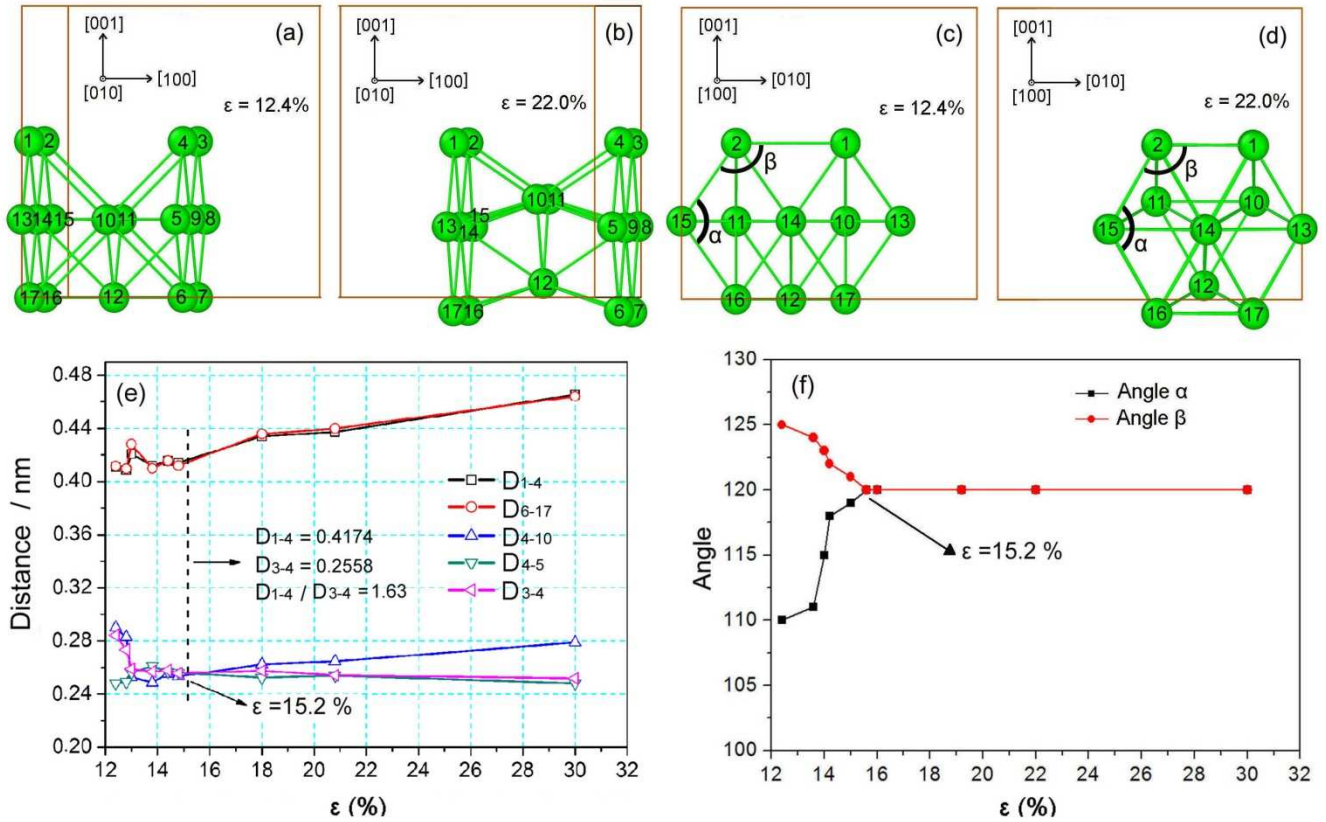 (a)
[001]
[010]
[100]
ε = 12.4%
1 2 4 3
13 14 15 10 11 5 9 8
17 16 12 6 7
(b)
[001]
[010]
[100]
ε = 22.0%
1 2 4 3
10 11
15
13 14 5 9 8
12
17 16 6 7
(c)
[001]
[100]
[010]
ε = 12.4%
2 1
β
15 11 14 10 13
α
16 12 17
(d)
[001]
[100]
[010]
ε = 22.0%
2 1
β
11 10
15 14 13
α
12
16 17
(e)
Distance / nm
0.48
0.44
0.40
0.36
0.32
0.28
0.24
0.20
D1-4
D6-17
D4-10
D4-5
D3-4
D1-4 = 0.4174
D3-4 = 0.2558
D1-4 / D3-4 = 1.63
ε =15.2 %
12 14 16 18 20 22 24 26 28 30 32
ε (%)
(f)
Angle
130
125
120
115
110
105
100
Angle α
Angle β
ε =15.2 %
12 14 16 18 20 22 24 26 28 30 32
ε (%)